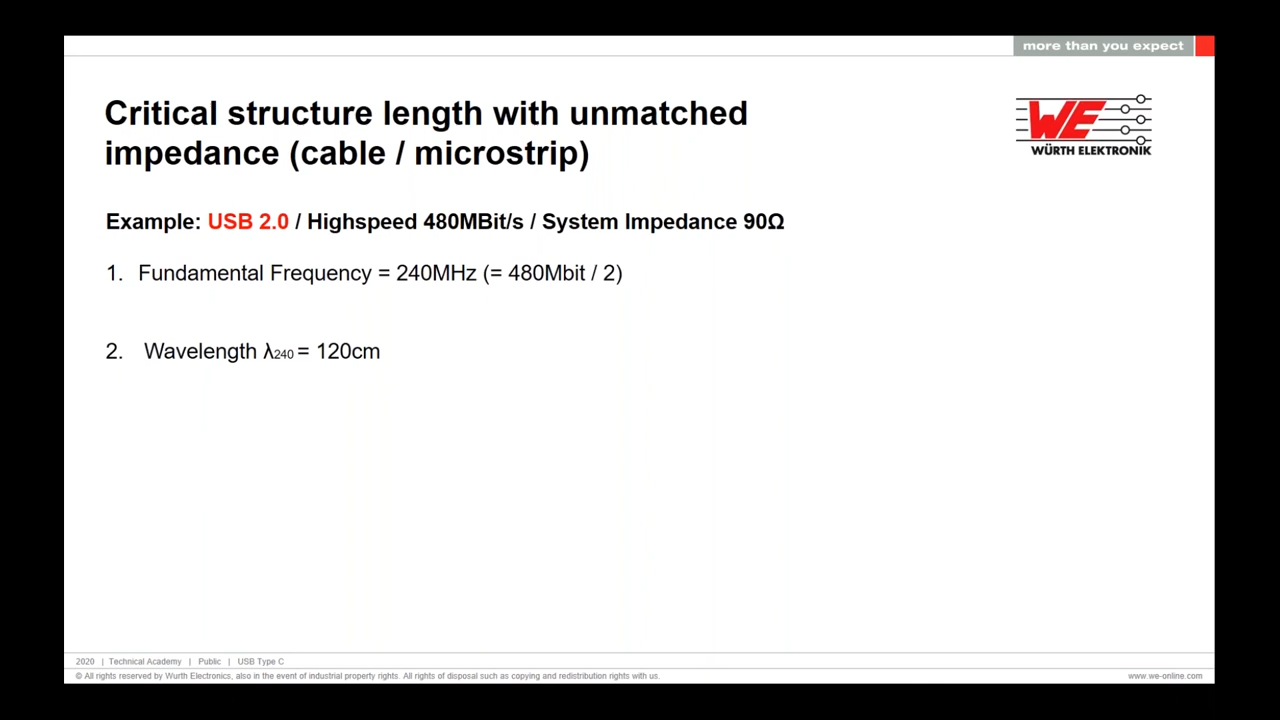 more than you expect
Critical structure length with unmatched
impedance (cable / microstrip)
WE
WÜRTH ELEKTRONIK
Example: USB 2.0 / Highspeed 480MBit/s / System Impedance 90Ω
1. Fundamental Frequency = 240MHz (= 480Mbit / 2)
2. Wavelength λ240 = 120cm
2020 | Technical Academy | Public | USB Type C
© All rights reserved by Wurth Electronics, also in the event of industrial property rights. All rights of disposal such as copying and redistribution rights with us.
www.we-online.com